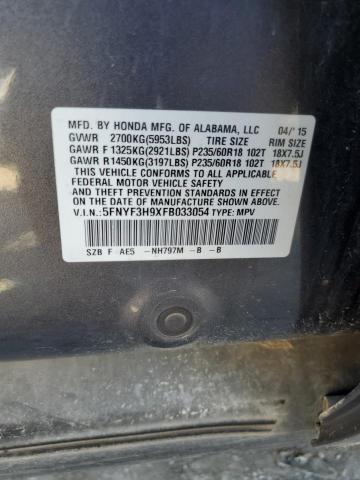 MFD. BY HONDA MFG. OF ALABAMA, LLC 04/'15
GVWR 2700KG(5953LBS) TIRE SIZE RIM SIZE
GAWR F 1325KG(2921LBS) P235/60R18 102T 18X7.5J
GAWR R1450KG(3197LBS) P235/60R18 102T 18X7.5J
THIS VEHICLE CONFORMS TO ALL APPLICABLE
FEDERAL MOTOR VEHICLE SAFETY AND
THEFT PREVENTION STANDARDS IN EFFECT
ON THE DATE OF MANUFACTURE SHOWN ABOVE.
V.I.N.: 5FNYF3H9XFB033054 TYPE: MPV
SZB F AE5 -NH797M -B -B